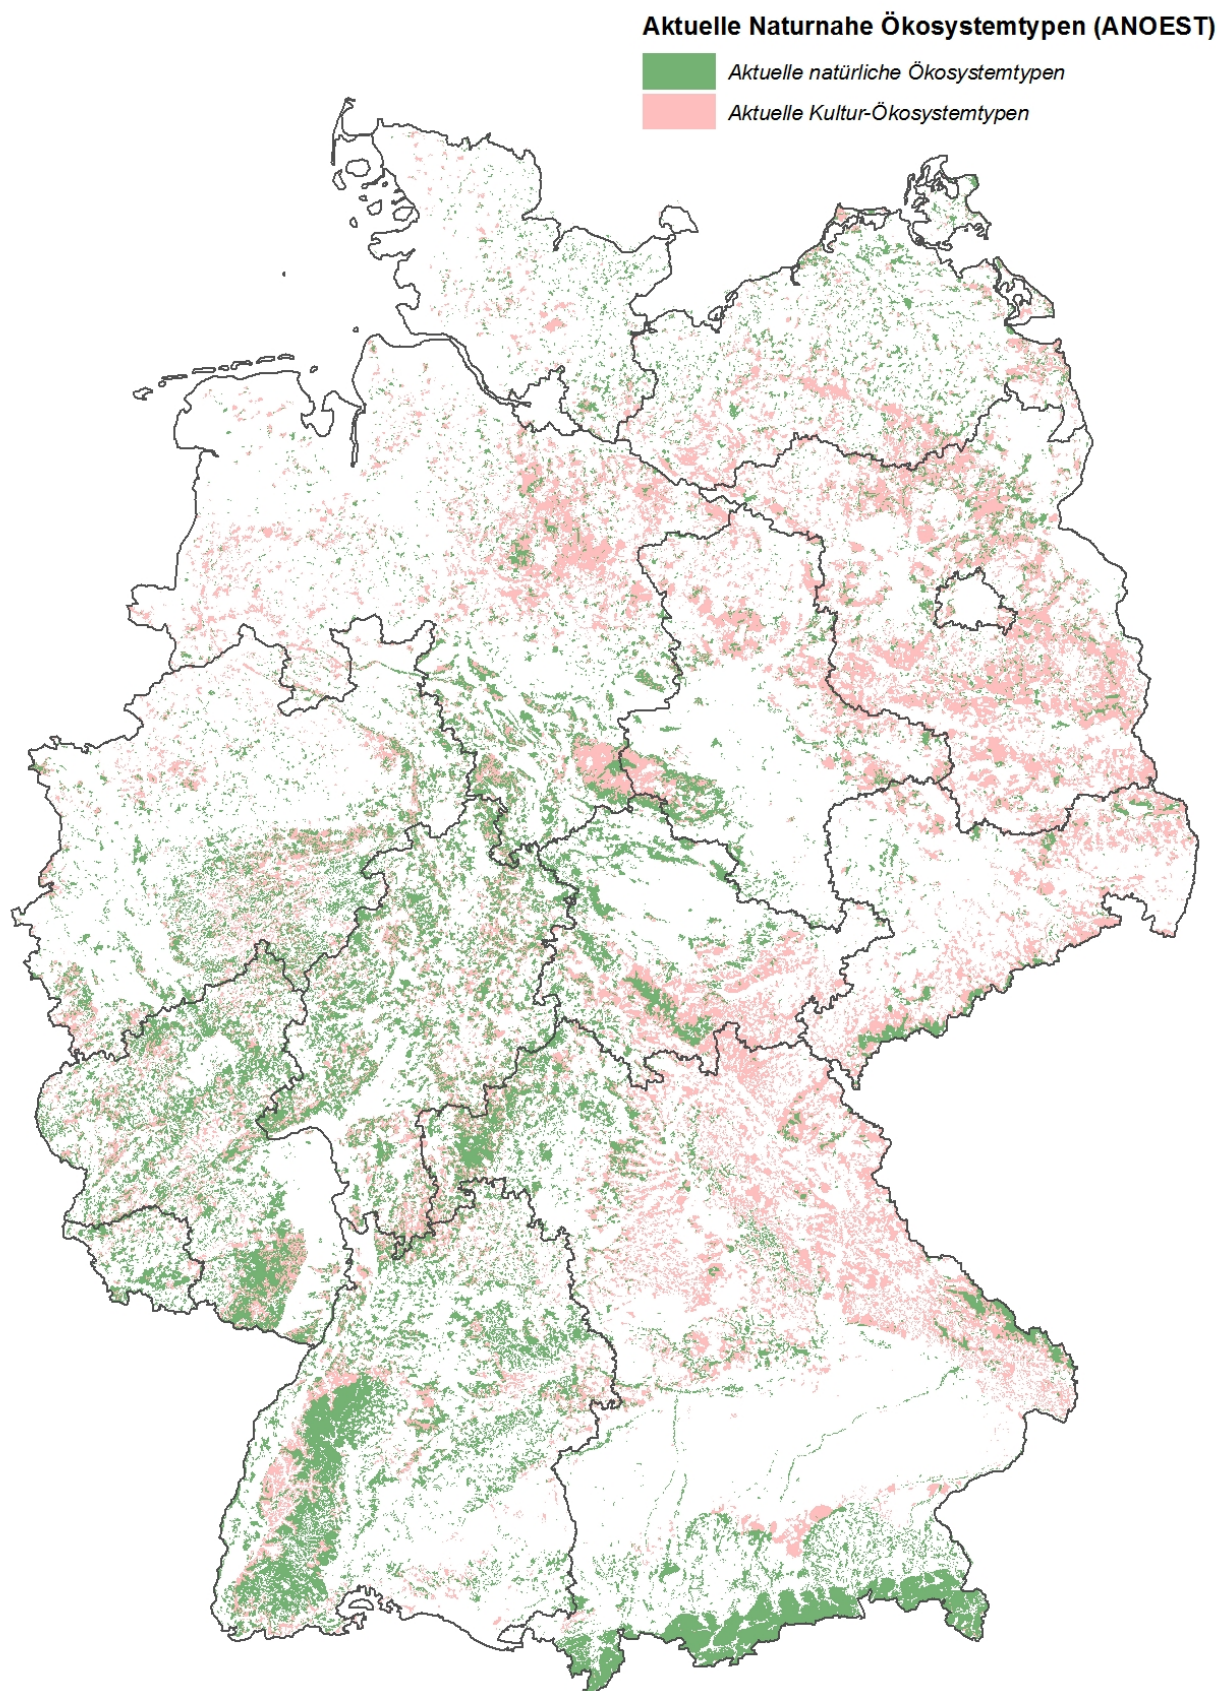 Aktuelle Naturnahe Ökosystemtypen (ANOEST)
Aktuelle natürliche Ökosystemtypen
Aktuelle Kultur-Ökosystemtypen